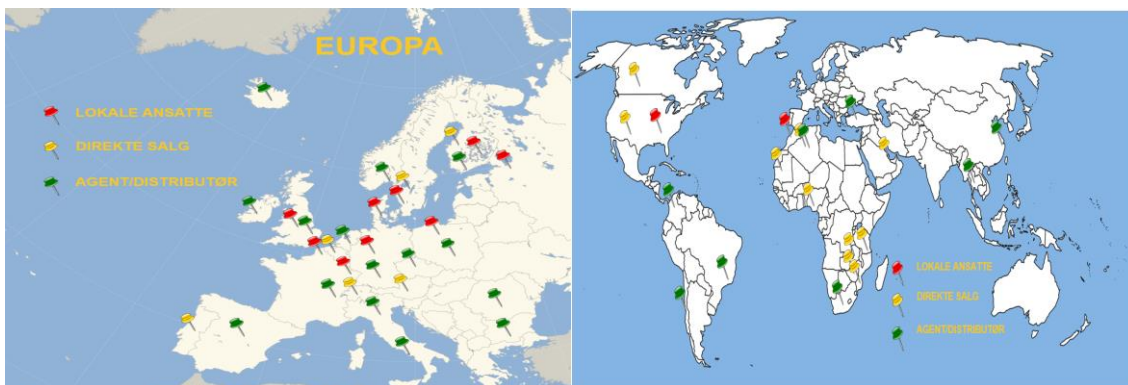 EUROPA
LOKALE ANSATTE
DIREKTE SALG
AGENT/DISTRIBUTØR
LOKALE ANSATTE
DIREKTE SALG
AGENT/DISTRIBUTØR